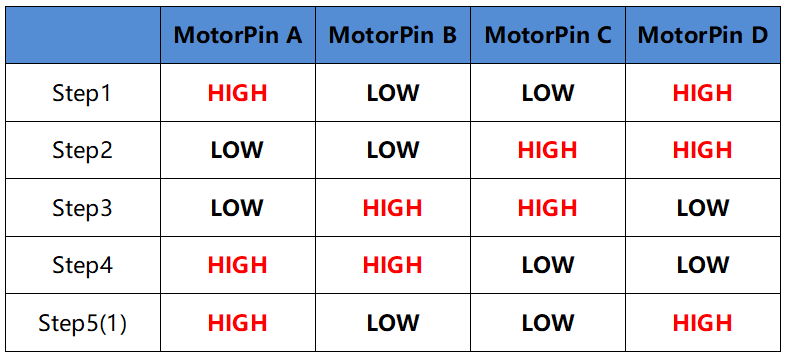 MotorPin A MotorPin B MotorPin C MotorPin D
Step1 HIGH LOW LOW HIGH
Step2 LOW LOW HIGH HIGH
Step3 LOW HIGH HIGH LOW
Step4 HIGH HIGH LOW LOW
Step5(1) HIGH LOW LOW HIGH